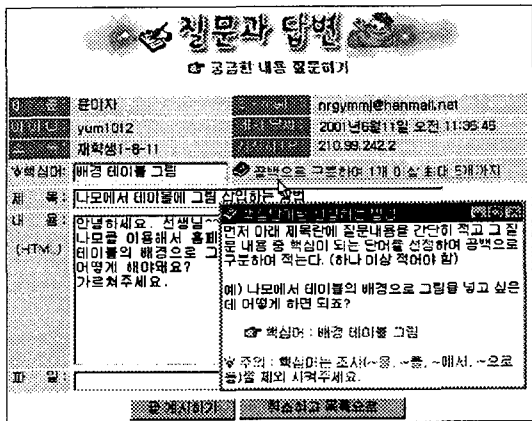 질문과 답변
☞ 궁금한 내용 질문하기
윤미자
nrgymmj@hanmail.net
yum1012
2001년6월11일 오전 11:35:45
재학생1-8-11
210.99.242.2
핵심어: 배경 테이블 그림
공백으로 구분하여 1개 이상 최대 5개까지
제 목: 나모에서 테이블에 그림 삽입하는 방법
내 용:
(HTML)
안녕하세요. 선생님~~
나모를 이용해서 홈페
테이블의 배경으로 그
어떻게 해야돼요?
가르쳐주세요.
먼저 아래 제목란에 질문내용을 간단히 적고 그 질
문 내용 중 핵심이 되는 단어를 선정하여 공백으로
구분하여 적는다. (하나 이상 적어야 함)
예) 나모에서 테이블의 배경으로 그림을 넣고 싶은
데 어떻게 하면 되죠?
☞ 핵심어 : 배경 테이블 그림
주의 : 핵심어는 조사(~을, ~를, ~에서, ~으로
등)을 제외 시켜주세요.
파 일:
글 게시하기
취소하고 목록으로